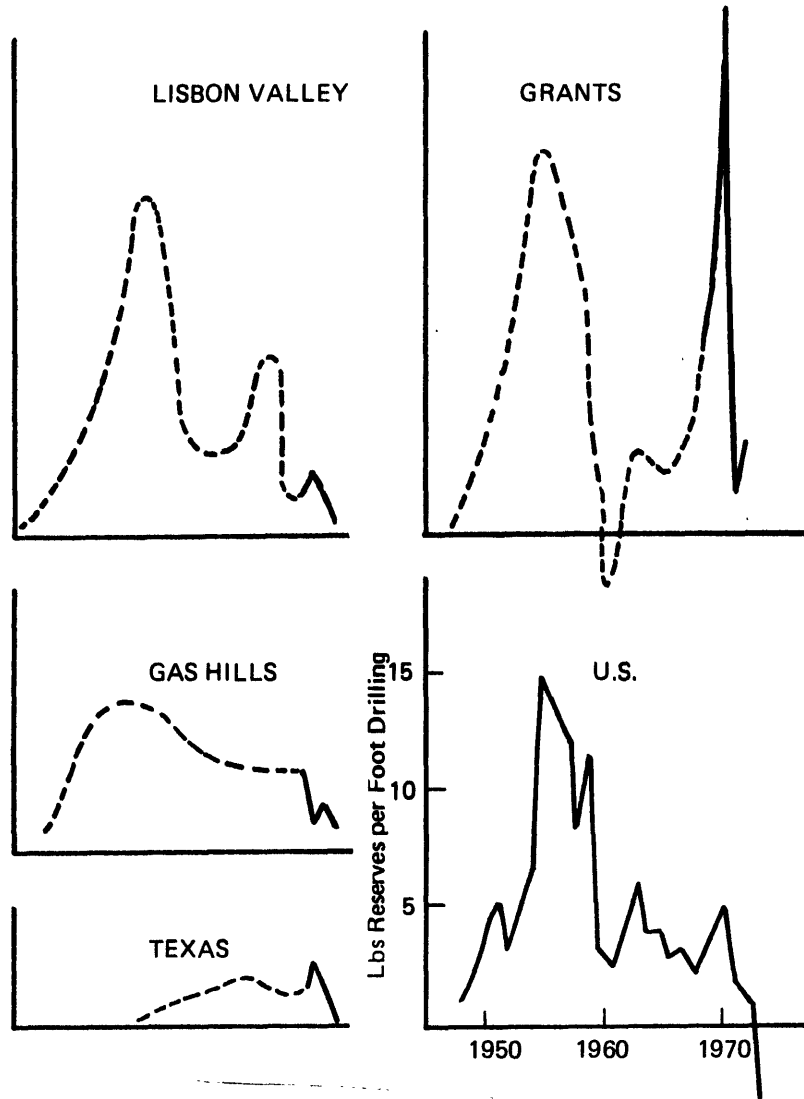 LISBON VALLEY
GRANTS
GAS HILLS
TEXAS
U.S.
Lbs Reserves per Foot Drilling
15
10
5
1950
1960
1970